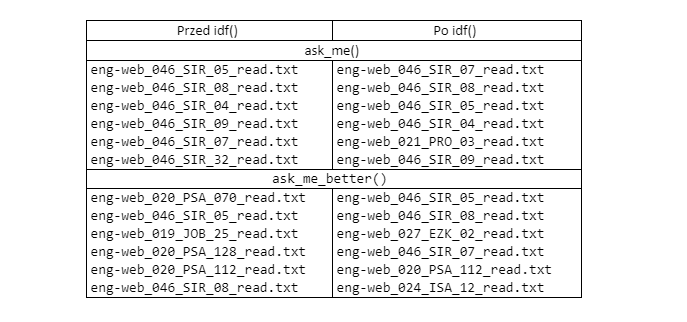 Przed idf() Po idf()
ask_me()
eng-web_046_SIR_05_read.txt eng-web_046_SIR_07_read.txt
eng-web_046_SIR_08_read.txt eng-web_046_SIR_08_read.txt
eng-web_046_SIR_04_read.txt eng-web_046_SIR_05_read.txt
eng-web_046_SIR_09_read.txt eng-web_046_SIR_04_read.txt
eng-web_046_SIR_07_read.txt eng-web_021_PRO_03_read.txt
eng-web_046_SIR_32_read.txt eng-web_046_SIR_09_read.txt
ask_me_better()
eng-web_020_PSA_070_read.txt eng-web_046_SIR_05_read.txt
eng-web_046_SIR_05_read.txt eng-web_046_SIR_08_read.txt
eng-web_019_JOB_25_read.txt eng-web_027_EZK_02_read.txt
eng-web_020_PSA_128_read.txt eng-web_046_SIR_07_read.txt
eng-web_020_PSA_112_read.txt eng-web_020_PSA_112_read.txt
eng-web_046_SIR_08_read.txt eng-web_024_ISA_12_read.txt